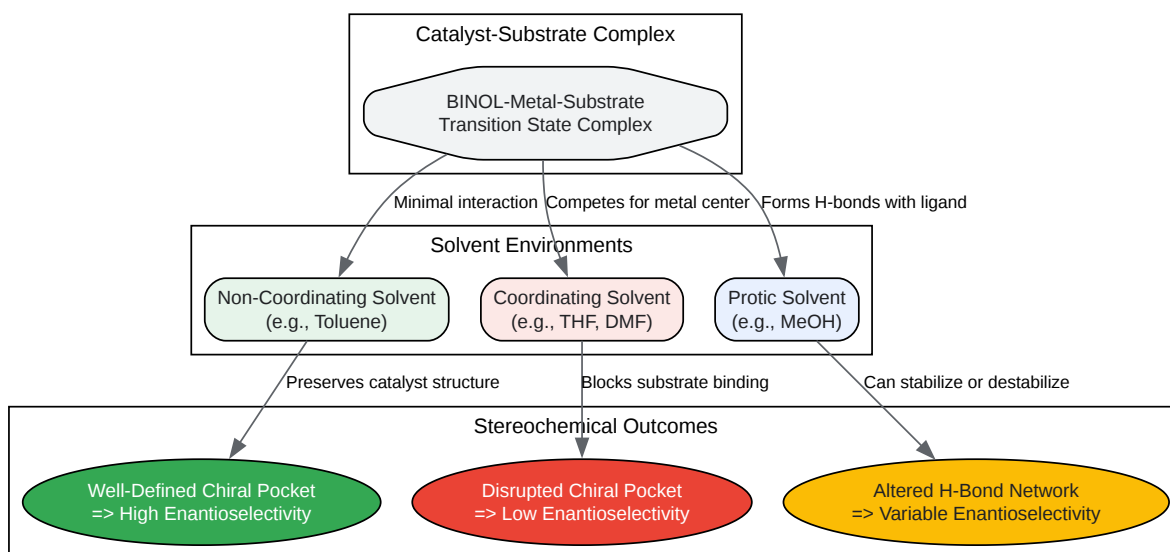 Catalyst-Substrate Complex
BINOL-Metal-Substrate
Transition State Complex
Minimal interaction
Competes for metal center
Forms H-bonds with ligand
Solvent Environments
Non-Coordinating Solvent
(e.g., Toluene)
Coordinating Solvent
(e.g., THF, DMF)
Protic Solvent
(e.g., MeOH)
Preserves catalyst structure
Blocks substrate binding
Can stabilize or destabilize
Stereochemical Outcomes
Well-Defined Chiral Pocket
=> High Enantioselectivity
Disrupted Chiral Pocket
=> Low Enantioselectivity
Altered H-Bond Network
=> Variable Enantioselectivity